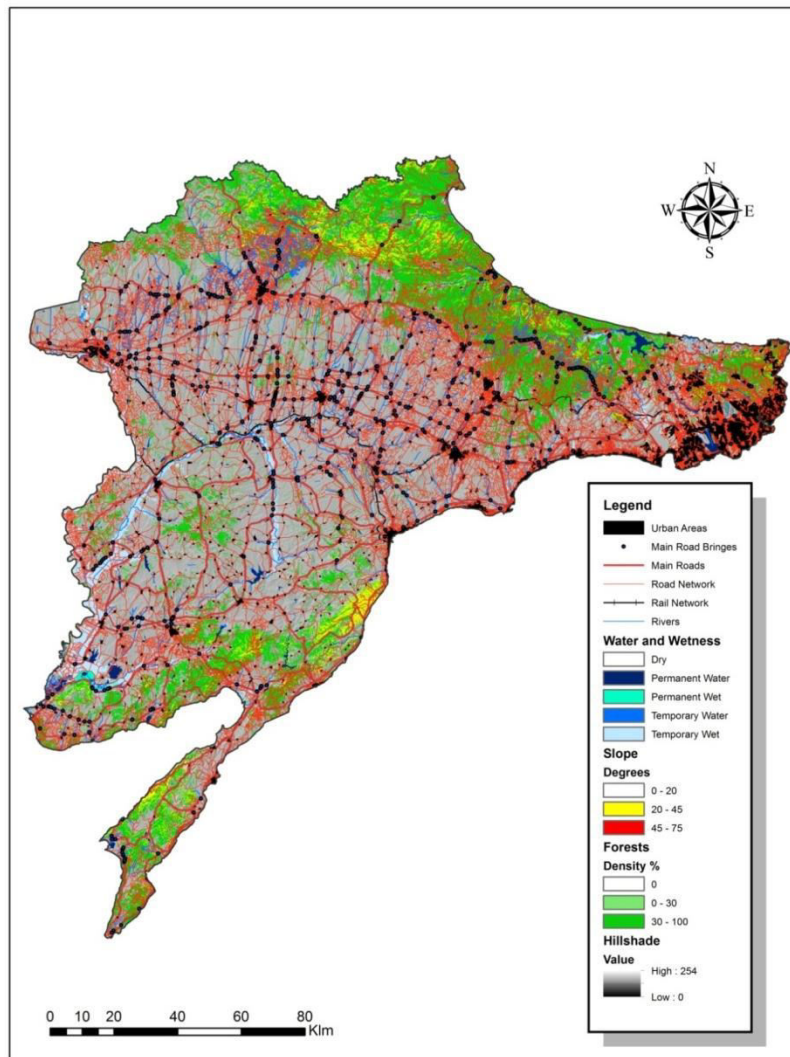 N
W E
S
Legend
Urban Areas
Main Road Bringes
Main Roads
Road Network
Rail Network
Rivers
Water and Wetness
Dry
Permanent Water
Permanent Wet
Temporary Water
Temporary Wet
Slope
Degrees
0 - 20
20 - 45
45 - 75
Forests
Density %
0
0 - 30
30 - 100
Hillshade
Value
High : 254
Low : 0
0 10 20 40 60 80
Klm